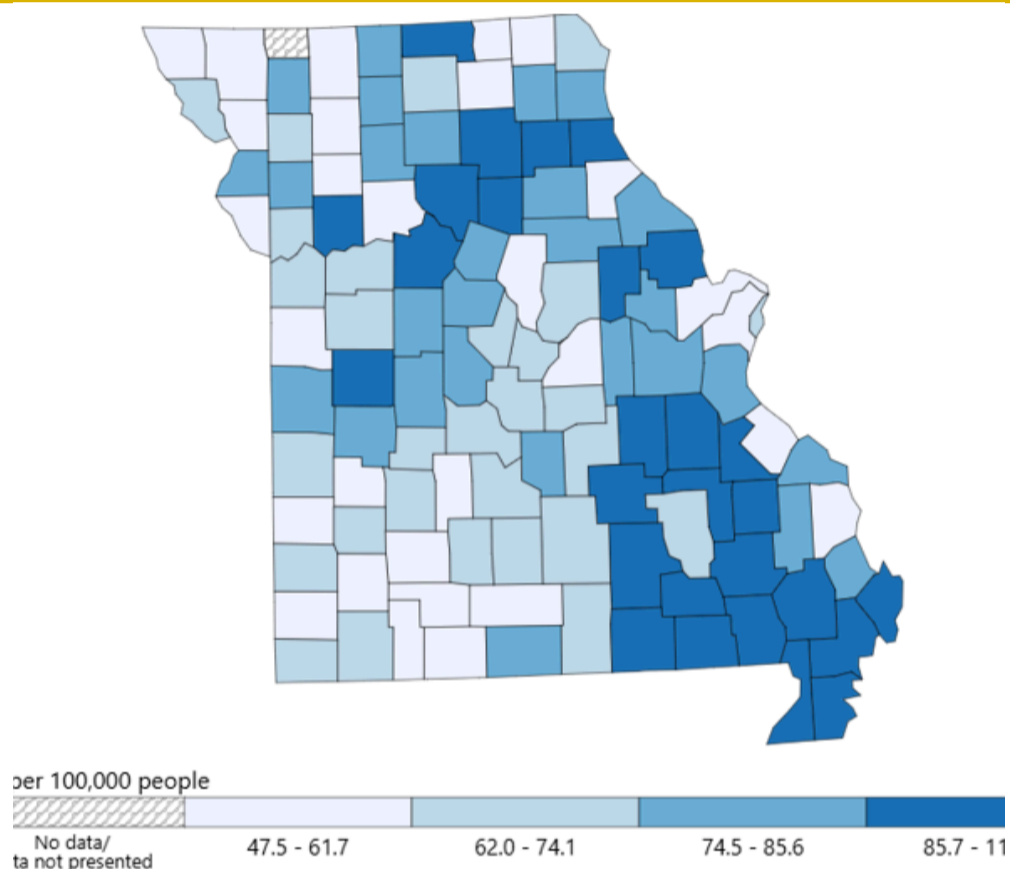 per 100,000 people
No data/
ta not presented
47.5 - 61.7
62.0 - 74.1
74.5 - 85.6
85.7 - 11